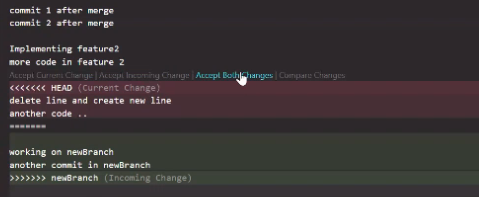 commit 1 after merge
commit 2 after merge
Implementing feature2
more code in feature 2
Accept Current Change | Accept Incoming Change | Accept Both Changes | Compare Changes
<<<<<<< HEAD (Current Change)
delete line and create new line
another code ..
=======
working on newBranch
another commit in newBranch
>>>>>>> newBranch (Incoming Change)